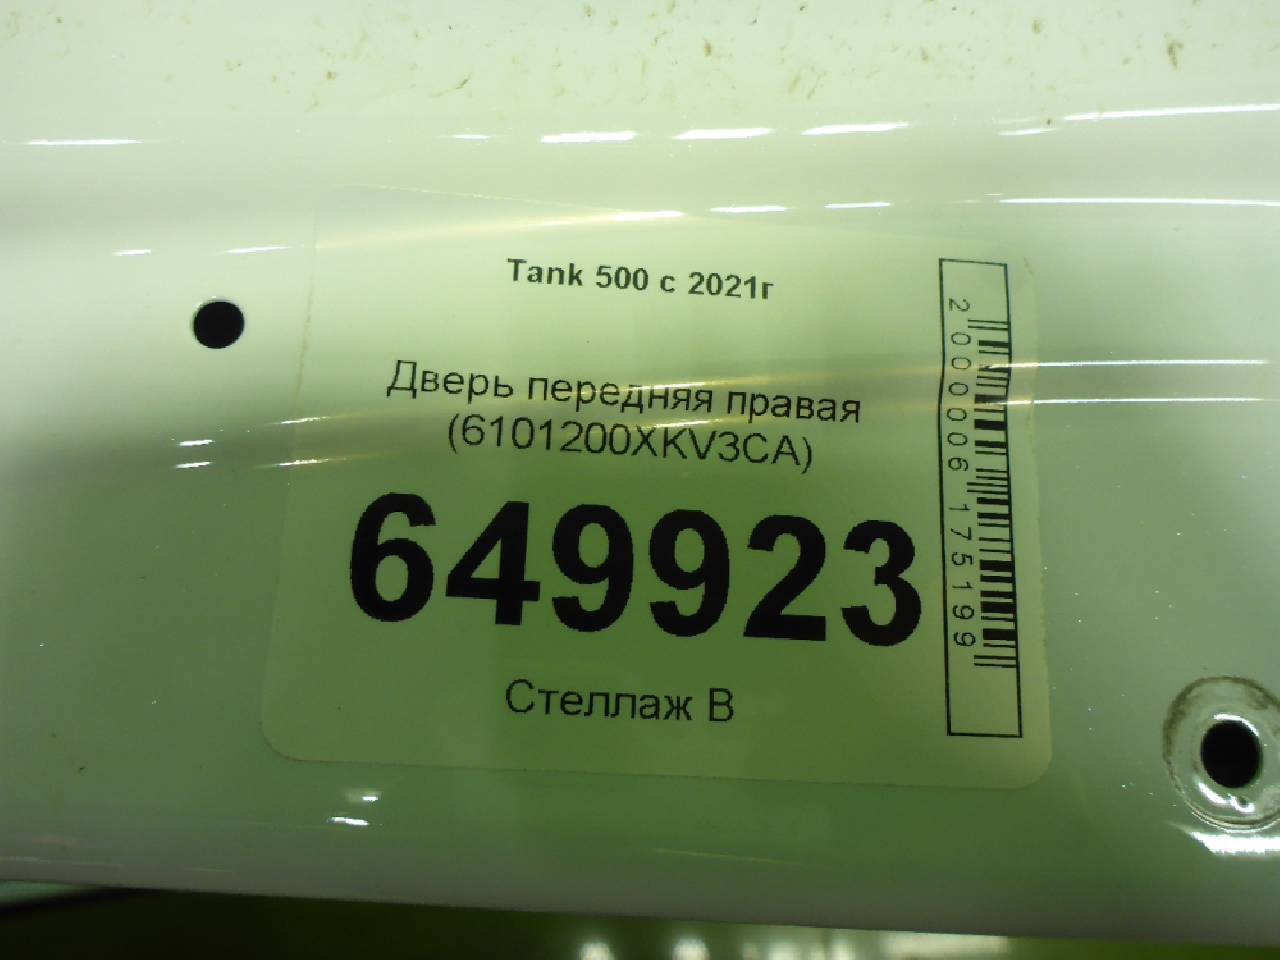 Tank 500 с 2021г
Дверь передняя правая
(6101200XKV3CA)
649923
Стеллаж В
2000006175199